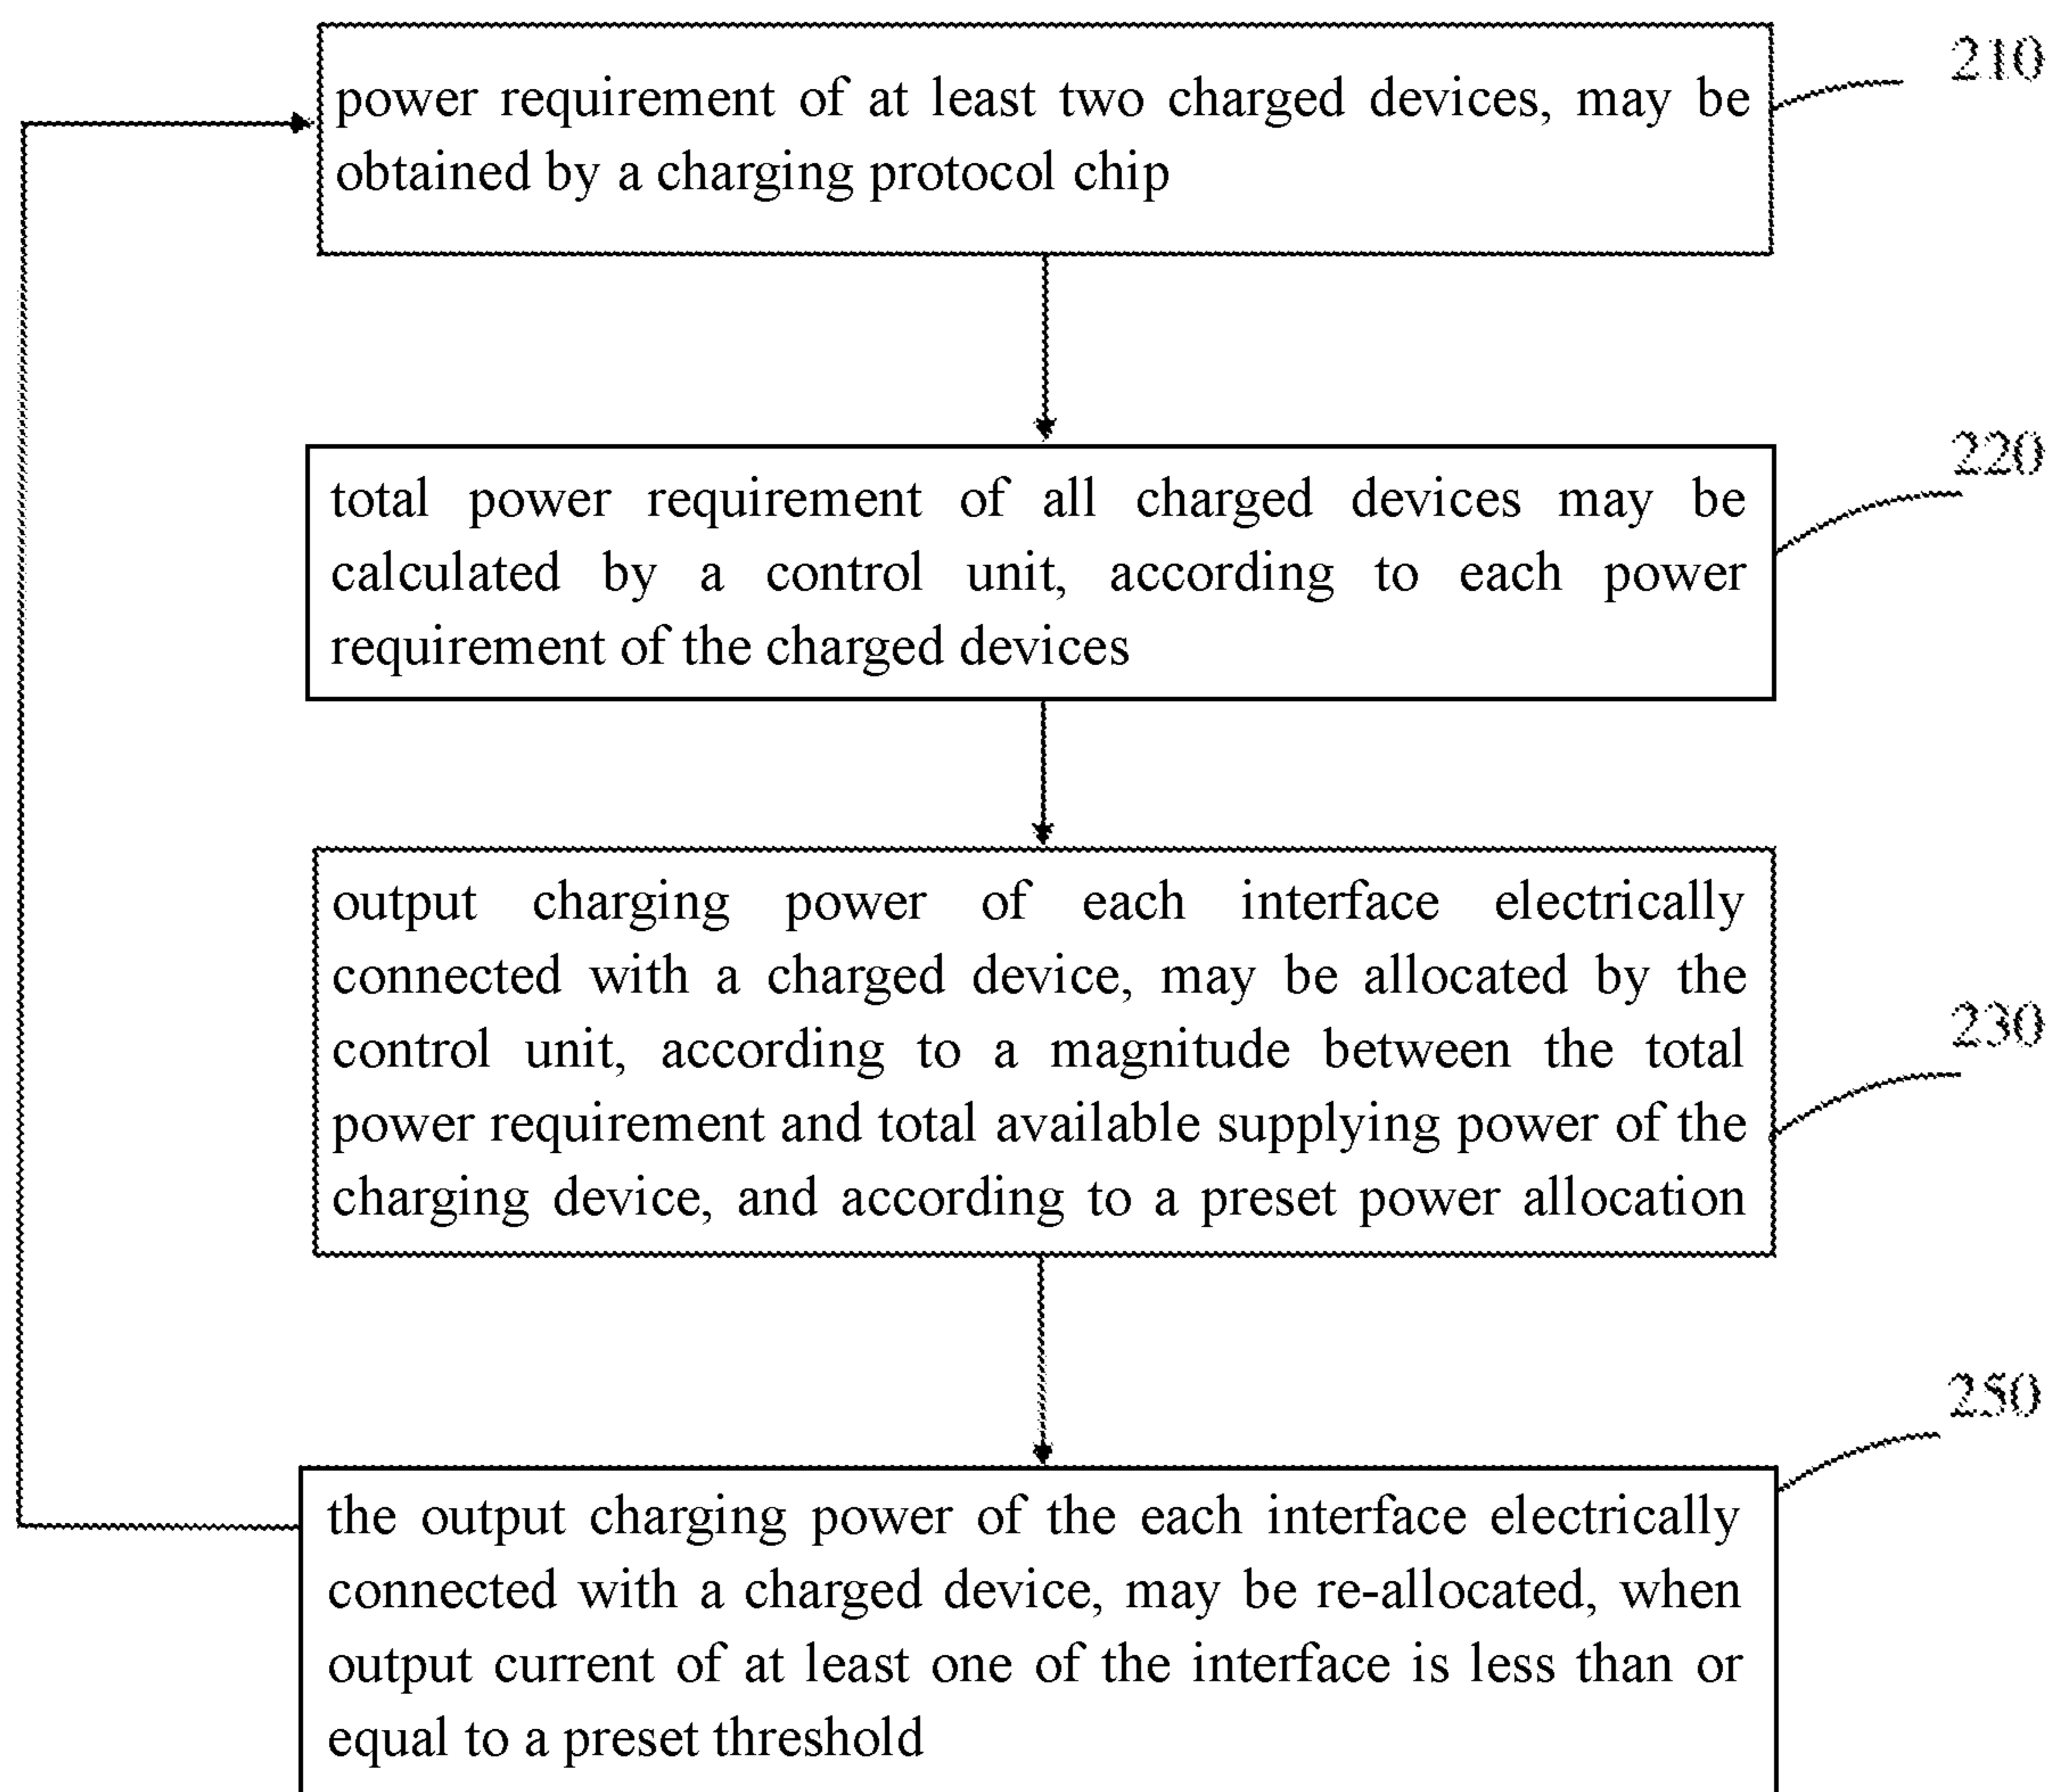 power requirement of at least two charged devices, may be
obtained by a charging protocol chip
210
total power requirement of all charged devices may be
calculated by a control unit, according to each power
requirement of the charged devices
220
output charging power of each interface electrically
connected with a charged device, may be allocated by the
control unit, according to a magnitude between the total
power requirement and total available supplying power of the
charging device, and according to a preset power allocation
230
the output charging power of the each interface electrically
connected with a charged device, may be re-allocated, when
output current of at least one of the interface is less than or
equal to a preset threshold
250